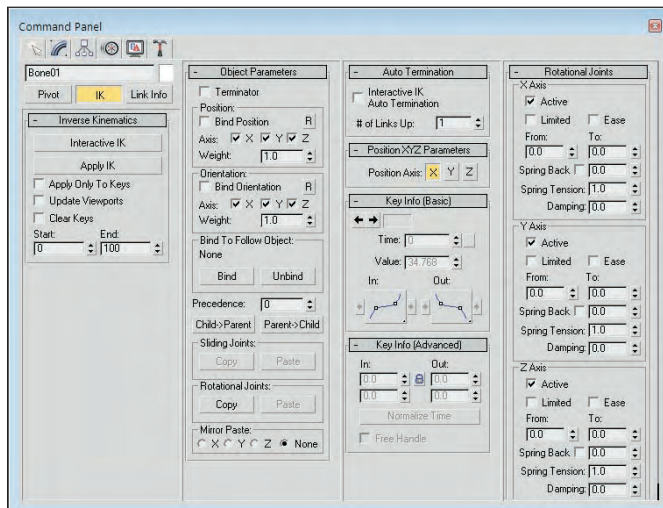 Command Panel
Bone01
Pivot IK Link Info
- Inverse Kinematics
Interactive IK
Apply IK
Apply Only To Keys
Update Viewports
Clear Keys
Start: End:
0 100
- Object Parameters
Terminator
Position:
Bind Position R
Axis: X Y Z
Weight: 1.0
Orientation:
Bind Orientation R
Axis: X Y Z
Weight: 1.0
Bind To Follow Object:
None
Bind Unbind
Precedence: 0
Child->Parent Parent->Child
Sliding Joints:
Copy Paste
Rotational Joints:
Copy Paste
Mirror Paste:
X Y Z None
- Auto Termination
Interactive IK
Auto Termination
# of Links Up: 1
- Position XYZ Parameters
Position Axis: X Y Z
- Key Info (Basic)
Time: 0
Value: 34.768
In: Out:
- Key Info (Advanced)
In: Out:
0.0 0.0
0.0 0.0
Normalize Time
Free Handle
- Rotational Joints
X Axis
Active
Limited Ease
From: To:
0.0 0.0
Spring Back 0.0
Spring Tension: 1.0
Damping: 0.0
Y Axis
Active
Limited Ease
From: To:
0.0 0.0
Spring Back 0.0
Spring Tension: 1.0
Damping: 0.0
Z Axis
Active
Limited Ease
From: To:
0.0 0.0
Spring Back 0.0
Spring Tension: 1.0
Damping: 0.0